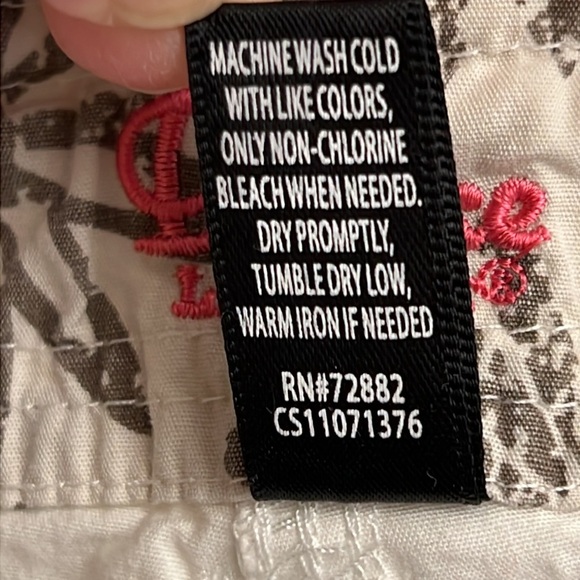 MACHINE WASH COLD
WITH LIKE COLORS,
ONLY NON-CHLORINE
BLEACH WHEN NEEDED.
DRY PROMPTLY,
TUMBLE DRY LOW,
WARM IRON IF NEEDED
RN#72882
CS11071376